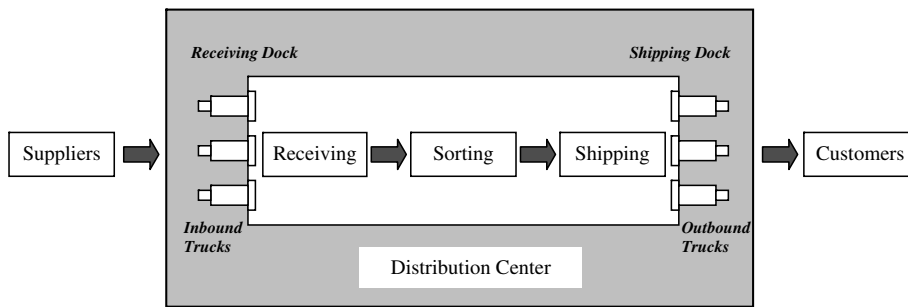 Receiving Dock
Shipping Dock
Suppliers
Receiving
Sorting
Shipping
Customers
Inbound
Trucks
Outbound
Trucks
Distribution Center